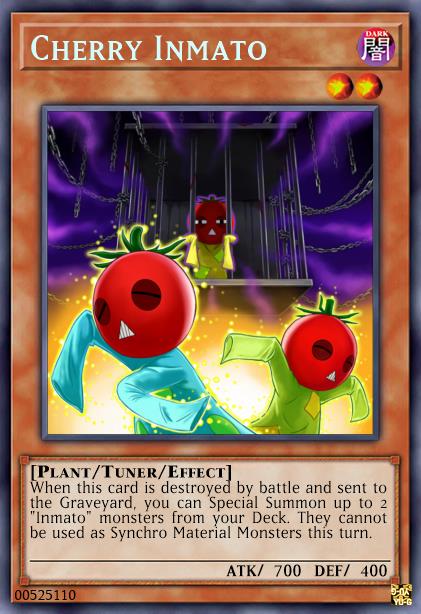 CHERRY INMATO
DARK
闇
[PLANT/TUNER/EFFECT]
When this card is destroyed by battle and sent to
the Graveyard, you can Special Summon up to 2
"Inmato" monsters from your Deck. They cannot
be used as Synchro Material Monsters this turn.
ATK/ 700 DEF/ 400
00525110